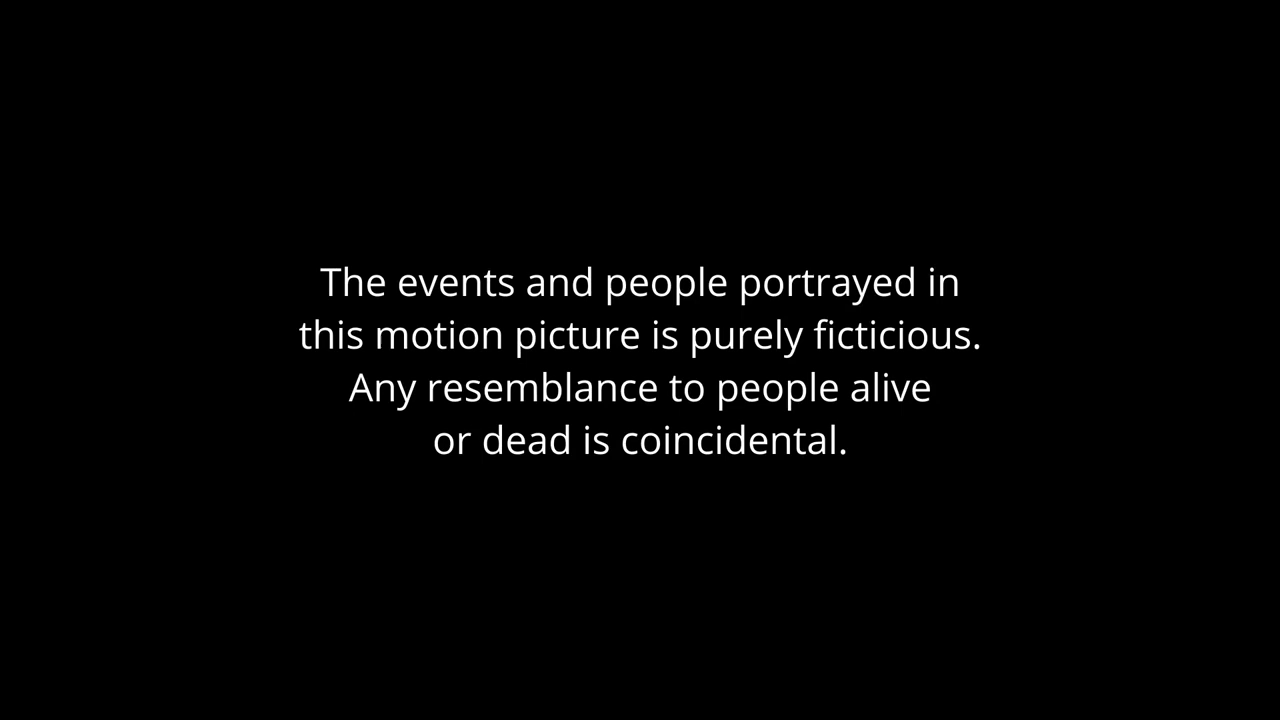 The events and people portrayed in
this motion picture is purely ficticious.
Any resemblance to people alive
or dead is coincidental.